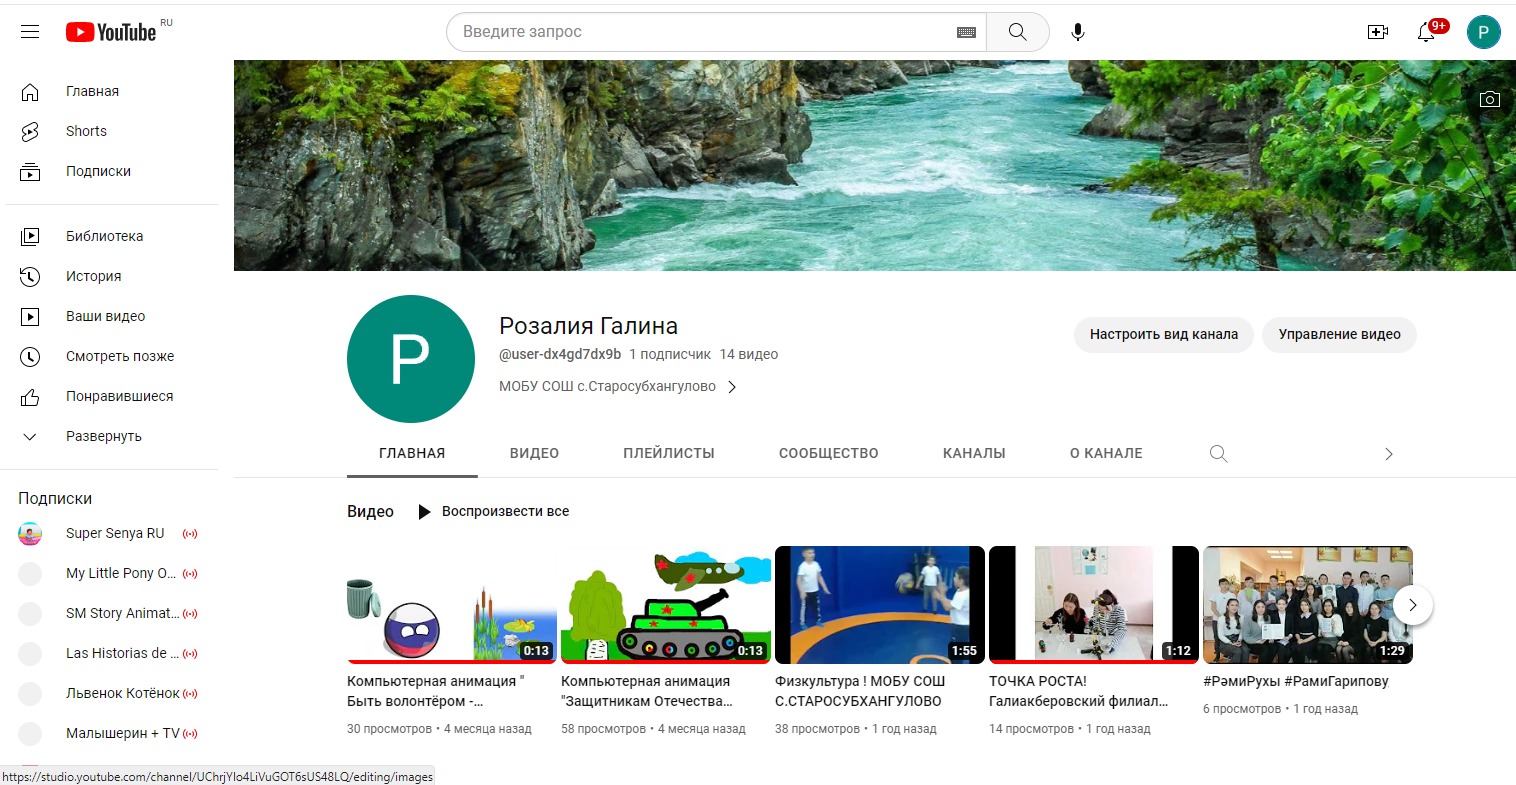 YouTube RU
Введите запрос
9+
P
Главная
Shorts
Подписки
Библиотека
История
Ваши видео
Смотреть позже
Понравившиеся
Развернуть
Подписки
Super Senya RU
My Little Pony O...
SM Story Animat...
Las Historias de ...
Львенок Котёнок
Малышерин + TV
P
Розалия Галина
@user-dx4gd7dx9b 1 подписчик 14 видео
МОБУ СОШ с.Старосубхангулово
Настроить вид канала
Управление видео
ГЛАВНАЯ ВИДЕО ПЛЕЙЛИСТЫ СООБЩЕСТВО КАНАЛЫ О КАНАЛЕ
Видео Воспроизвести все
0:13
Компьютерная анимация "
Быть волонтёром -...
30 просмотров • 4 месяца назад
0:13
Компьютерная анимация
"Защитникам Отечества...
58 просмотров • 4 месяца назад
1:55
Физкультура ! МОБУ СОШ
С.СТАРОСУБХАНГУЛОВО
38 просмотров • 1 год назад
1:12
ТОЧКА РОСТА!
Галиакберовский филиал...
14 просмотров • 1 год назад
1:29
#РәмиРухы #РамиГарипову
6 просмотров • 1 год назад
https://studio.youtube.com/channel/UChrjYlo4LiVuGOT6sUS48LQ/editing/images